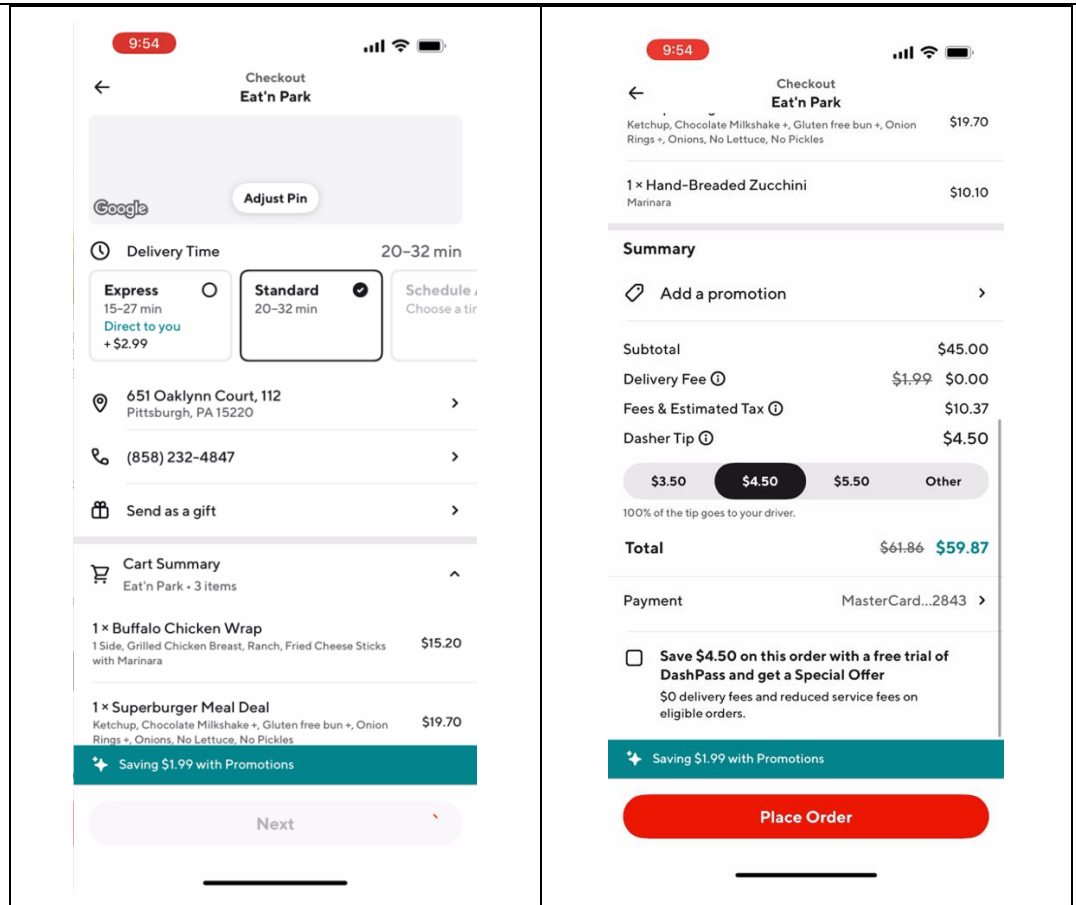 9:54
Checkout
Eat'n Park
Google
Adjust Pin
Delivery Time
20–32 min
Express
15–27 min
Direct to you
+ $2.99
Standard
20–32 min
Schedule
Choose a
651 Oaklynn Court, 112
Pittsburgh, PA 15220
(858) 232-4847
Send as a gift
Cart Summary
Eat'n Park • 3 items
1 × Buffalo Chicken Wrap
$15.20
1 Side, Grilled Chicken Breast, Ranch, Fried Cheese Sticks
with Marinara
1 × Superburger Meal Deal
$19.70
Ketchup, Chocolate Milkshake +, Gluten free bun +, Onion
Rings +, Onions, No Lettuce, No Pickles
Saving $1.99 with Promotions
Next
9:54
Checkout
Eat'n Park
Ketchup, Chocolate Milkshake +, Gluten free bun +, Onion
Rings +, Onions, No Lettuce, No Pickles
$19.70
1 × Hand-Breaded Zucchini
Marinara
$10.10
Summary
Add a promotion
Subtotal $45.00
Delivery Fee $1.99 $0.00
Fees & Estimated Tax $10.37
Dasher Tip $4.50
$3.50 $4.50 $5.50 Other
100% of the tip goes to your driver.
Total $61.86 $59.87
Payment MasterCard...2843
Save $4.50 on this order with a free trial of
DashPass and get a Special Offer
$0 delivery fees and reduced service fees on
eligible orders.
Saving $1.99 with Promotions
Place Order